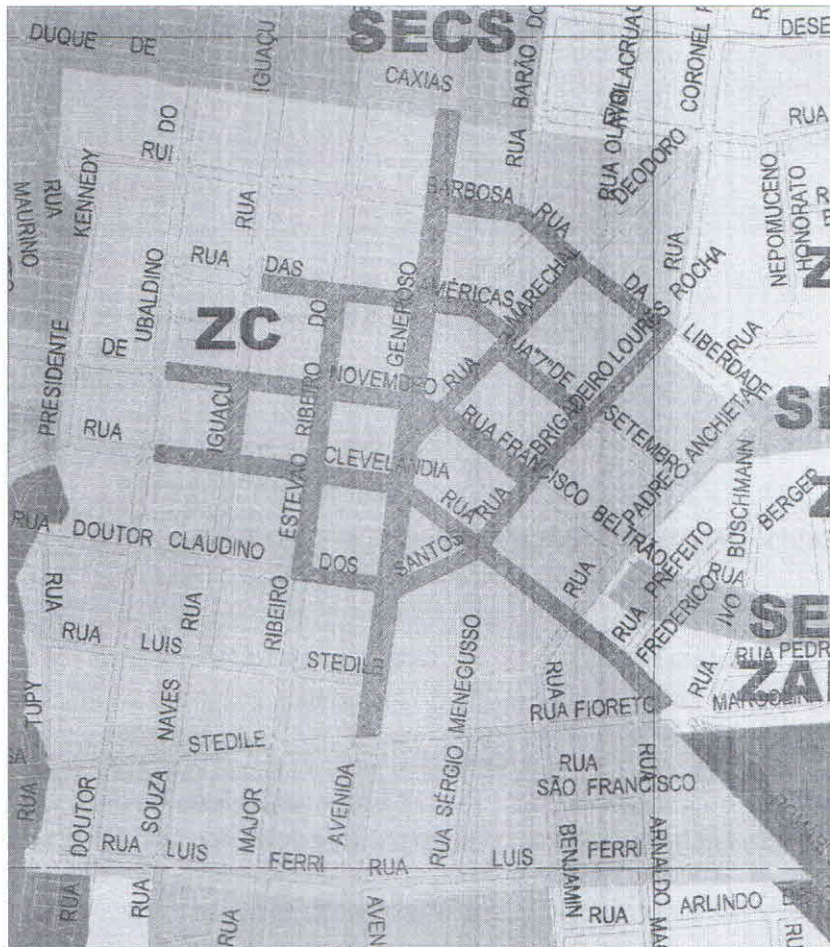 SECS
DUQUE DE
CAXIAS
IGUAÇU
RUA BARÃO DO
CORONEL
DESE
RUA
DO
RUI
BARBOSA
RUA
DEODORO
RUA
MAURINO
KENNEDY
RUA
NEPOMUCENO
HONORATO
UBALDINO
RUA
DAS
AMÉRICAS
GENEROSO
MARECHAL
DA
RUA
ROCHA
LOURES
BRIGADEIRO
RUA
LIBERDADE
RUA
ZC
DO
PRESIDENTE
DE
NOVEMBRO
RUA
RUA "7" DE
SETEMBRO
PADRE ANCHIETA
IGUAÇU
RIBEIRO
ESTEVÃO
RUA
CLEVELANDIA
RUA FRANCISCO BELTRÃO
RUA
RUA
BUSCHMANN
IVO
BERGER
RUA
DOUTOR CLAUDINO
DOS
SANTOS
RUA
RUA PREFEITO
FREDERICO
RUA
RUA
RUA
LUIS
RUA
RIBEIRO
STEDILE
RUA SÉRGIO MENEGUSSO
RUA
RUA FIORETO
RUA
RUA PEDR
TUPY
RUA
NAVES
SOUZA
STEDILE
DOUTOR
MAJOR
AVENIDA
RUA
SÃO FRANCISCO
RUA
ARNALDO
BENJAMIN
RUA
LUIS
FERRI
RUA
LUIS
FERRI
RUA
RUA
RUA
AVEN
RUA
ARLINDO